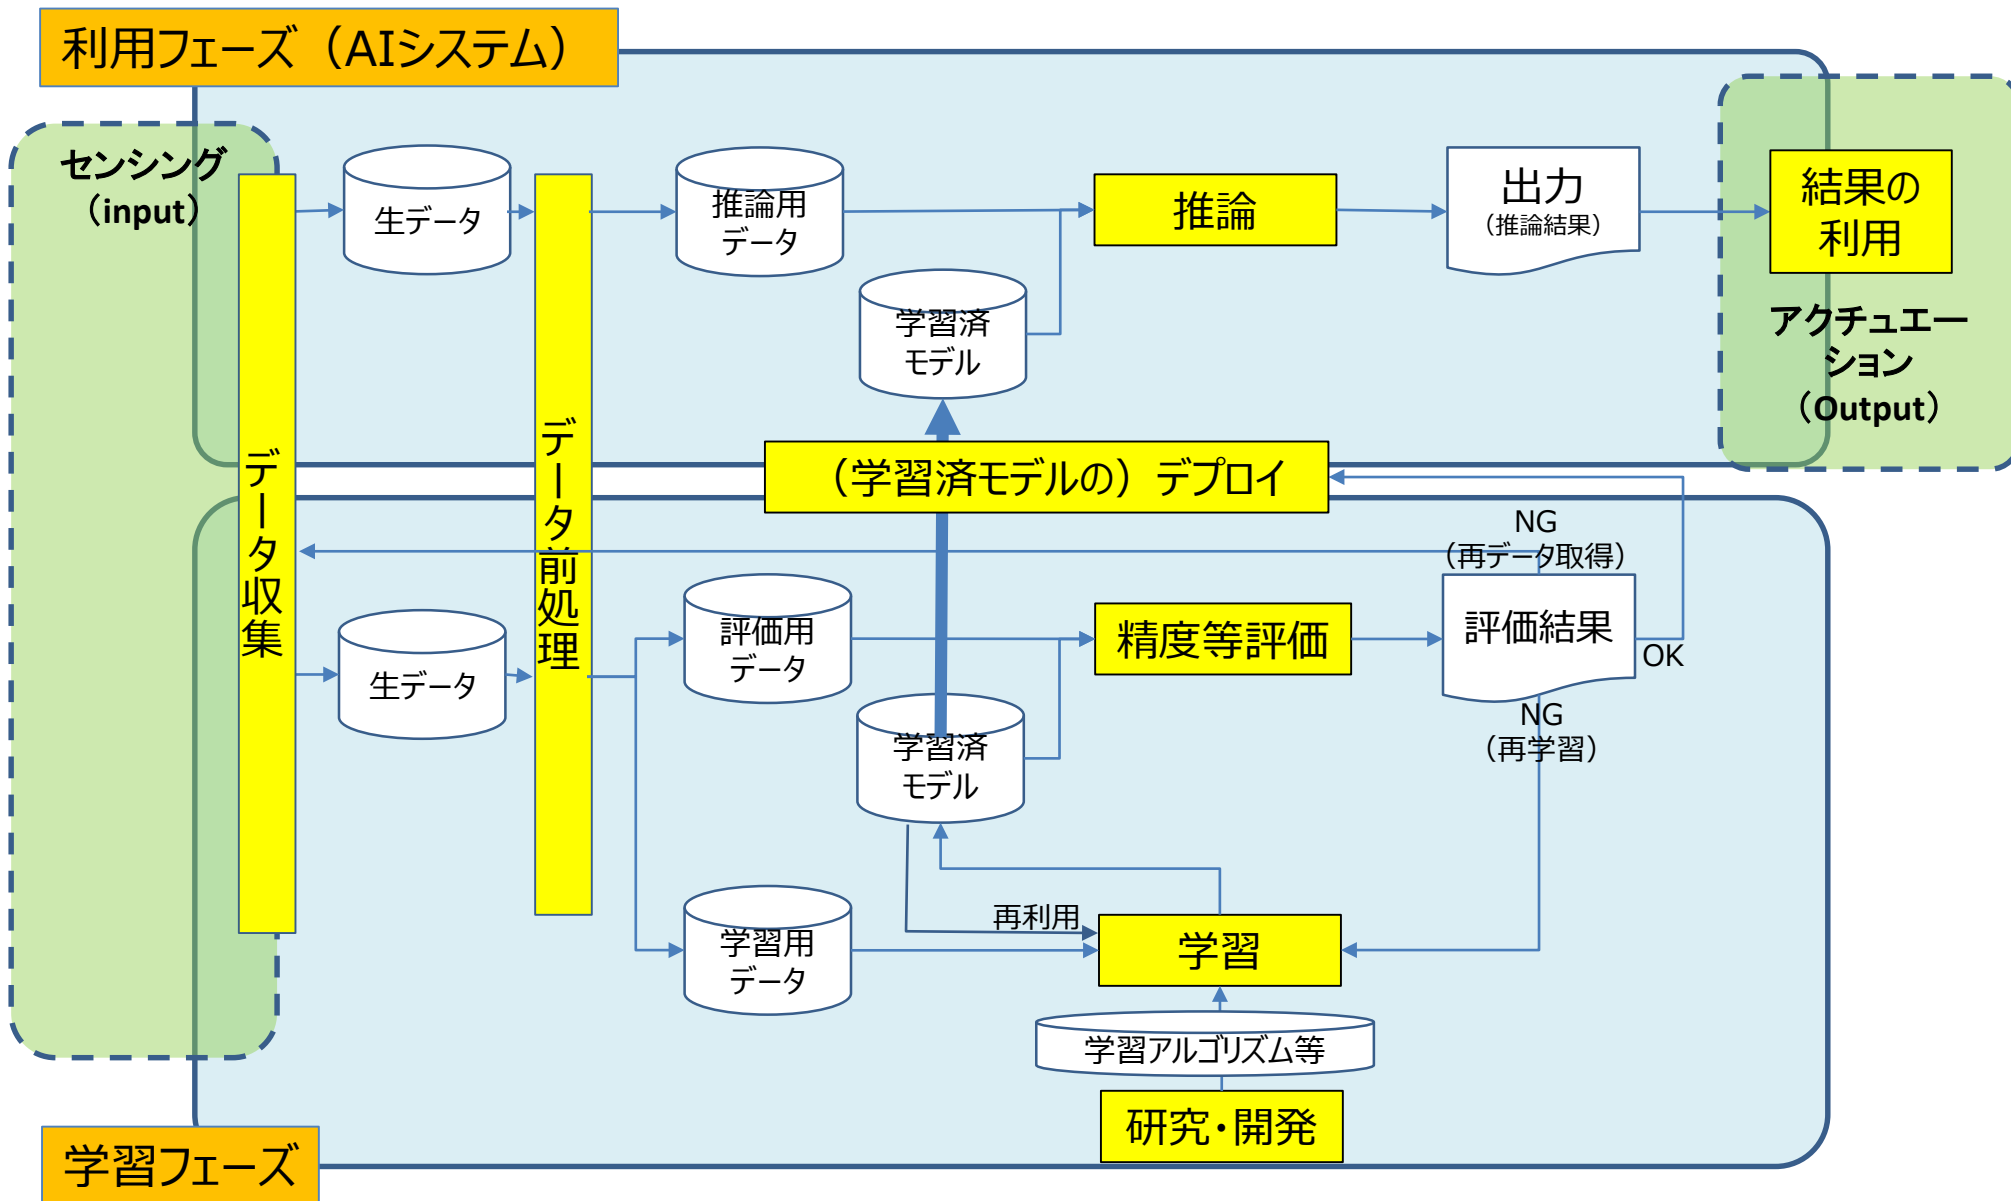 利用フェーズ（AIシステム）
センシング
（input）
データ収集
生データ
データ前処理
推論用
データ
学習済
モデル
推論
出力
（推論結果）
結果の
利用
アクチュエー
ション
（Output）
（学習済モデルの）デプロイ
NG
（再データ取得）
生データ
評価用
データ
精度等評価
評価結果
OK
NG
（再学習）
学習済
モデル
再利用
学習用
データ
学習
学習アルゴリズム等
研究・開発
学習フェーズ